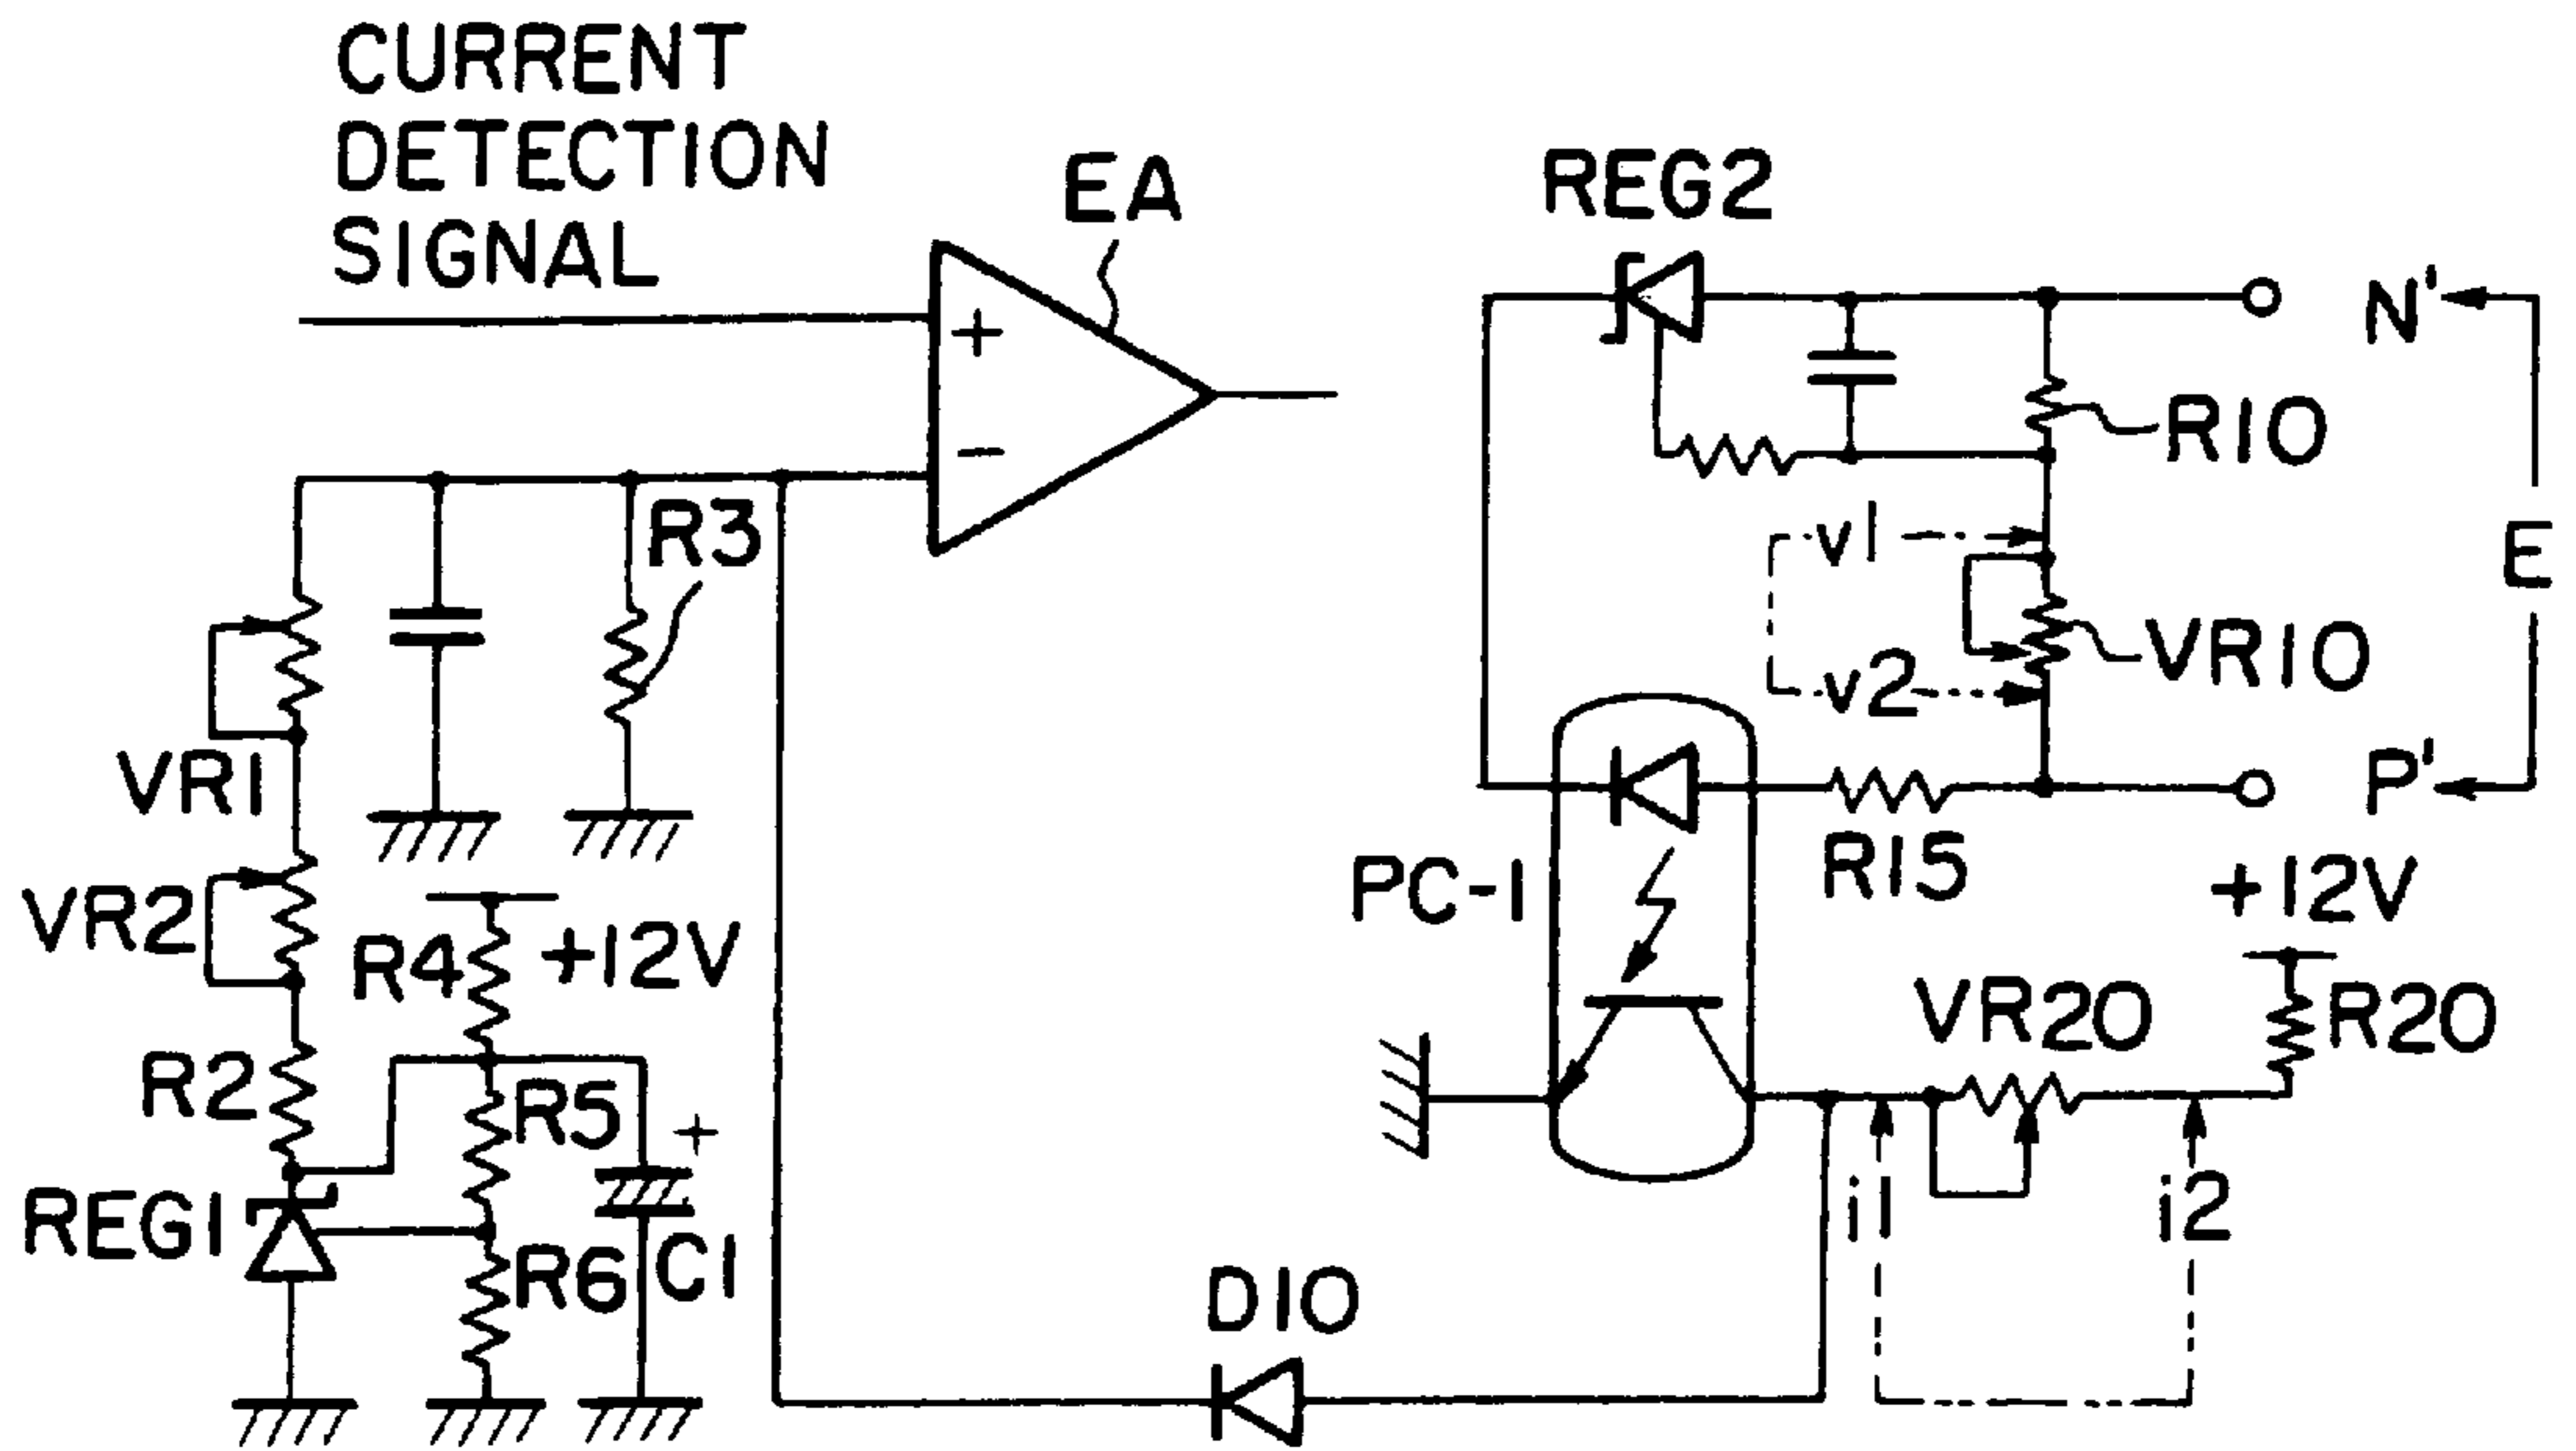 CURRENT
DETECTION
SIGNAL
EA
+
-
REG2
N'
R10
R3
v1
E
VR10
v2
VR1
P'
R15
+12V
PC-1
VR2
R4
+12V
VR20
R20
R2
R5
+
REG1
i1
i2
R6
C1
D10